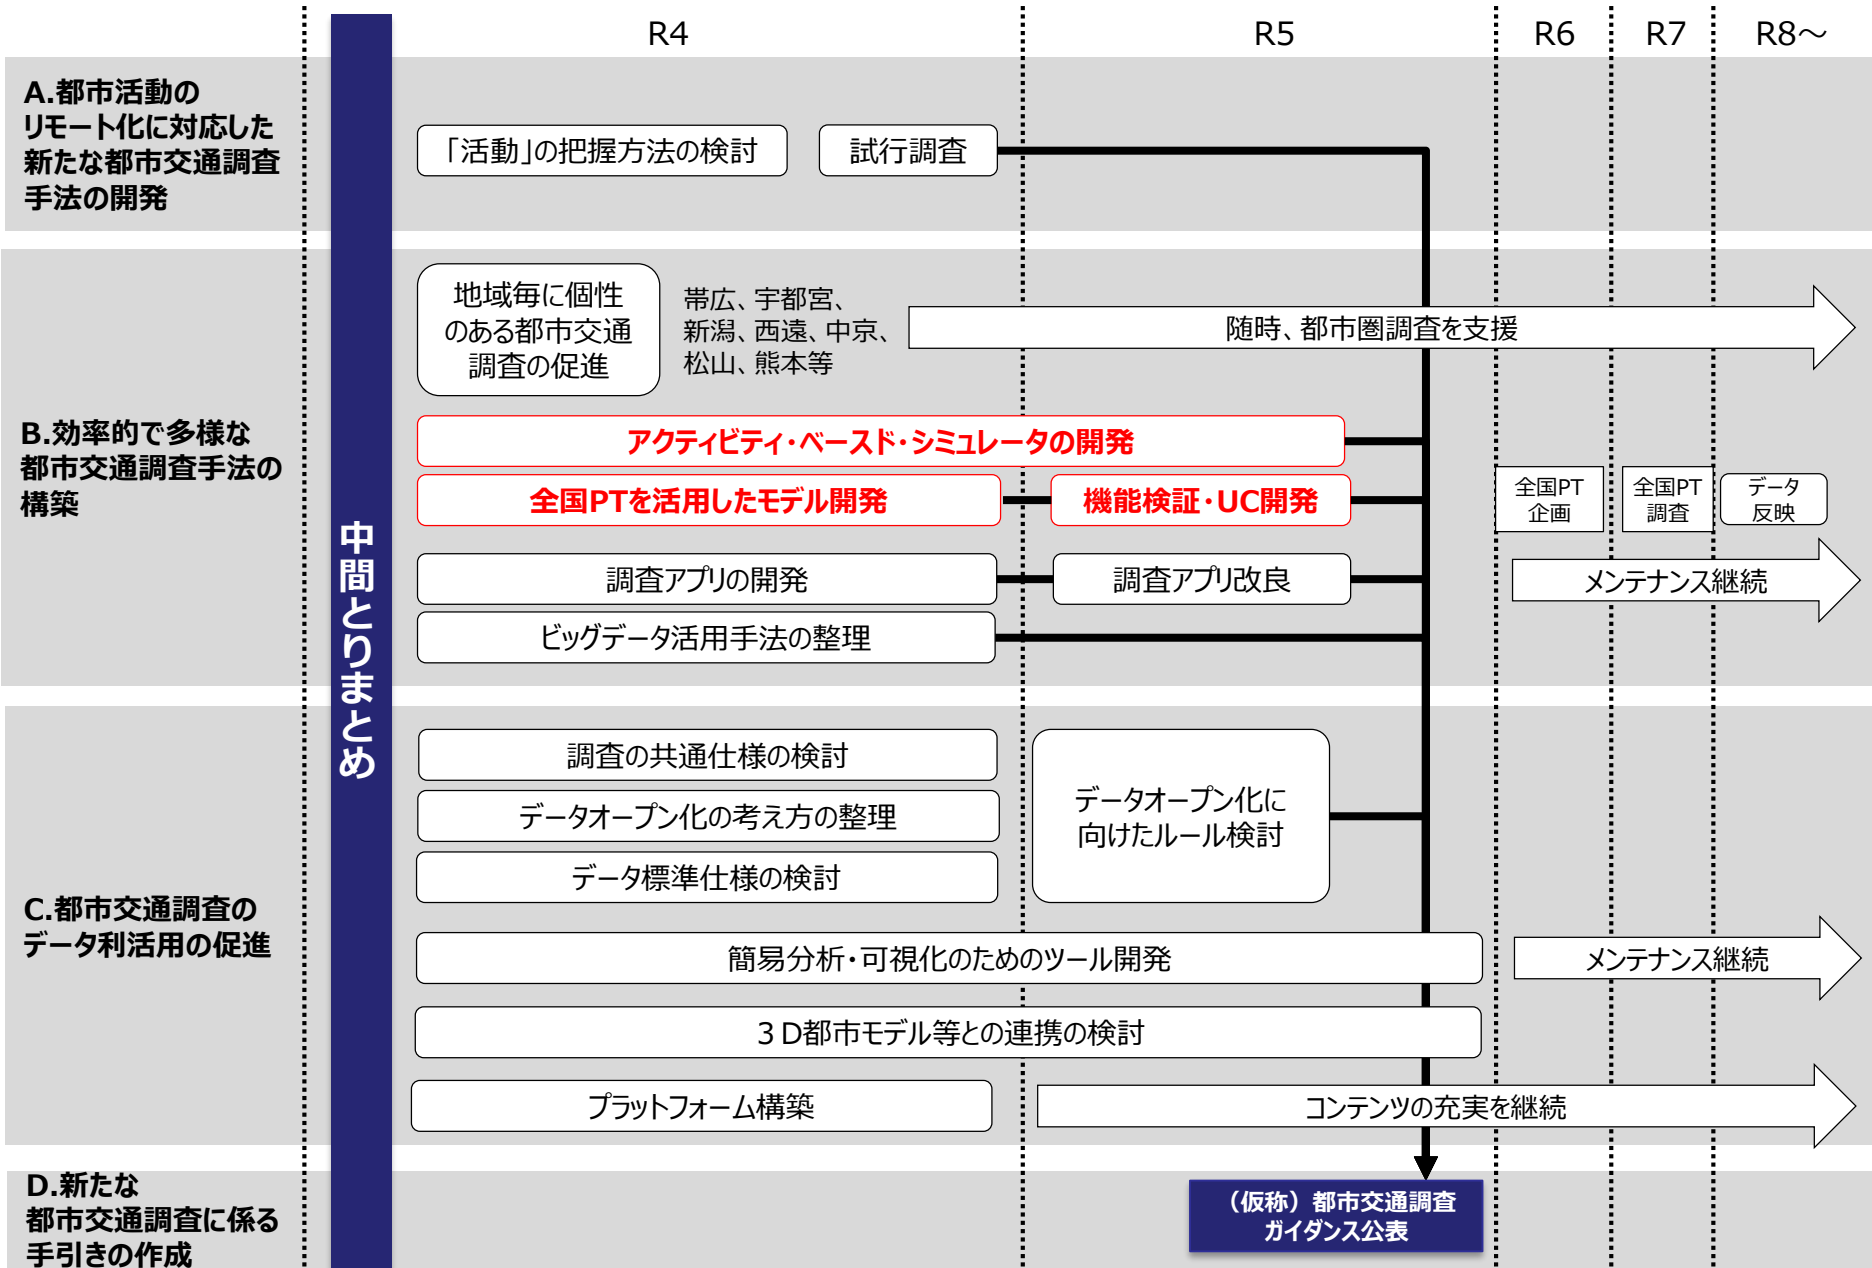 R4
R5
R6
R7
R8～
A.都市活動の
リモート化に対応した
新たな都市交通調査
手法の開発
「活動」の把握方法の検討
試行調査
中間とりまとめ
B.効率的で多様な
都市交通調査手法の
構築
地域毎に個性
のある都市交通
調査の促進
帯広、宇都宮、
新潟、西遠、中京、
松山、熊本等
随時、都市圏調査を支援
アクティビティ・ベースド・シミュレータの開発
全国PTを活用したモデル開発
機能検証・UC開発
全国PT
企画
全国PT
調査
データ
反映
調査アプリの開発
調査アプリ改良
メンテナンス継続
ビッグデータ活用手法の整理
C.都市交通調査の
データ利活用の促進
調査の共通仕様の検討
データオープン化の考え方の整理
データ標準仕様の検討
データオープン化に
向けたルール検討
簡易分析・可視化のためのツール開発
メンテナンス継続
３D都市モデル等との連携の検討
プラットフォーム構築
コンテンツの充実を継続
D.新たな
都市交通調査に係る
手引きの作成
（仮称）都市交通調査
ガイダンス公表